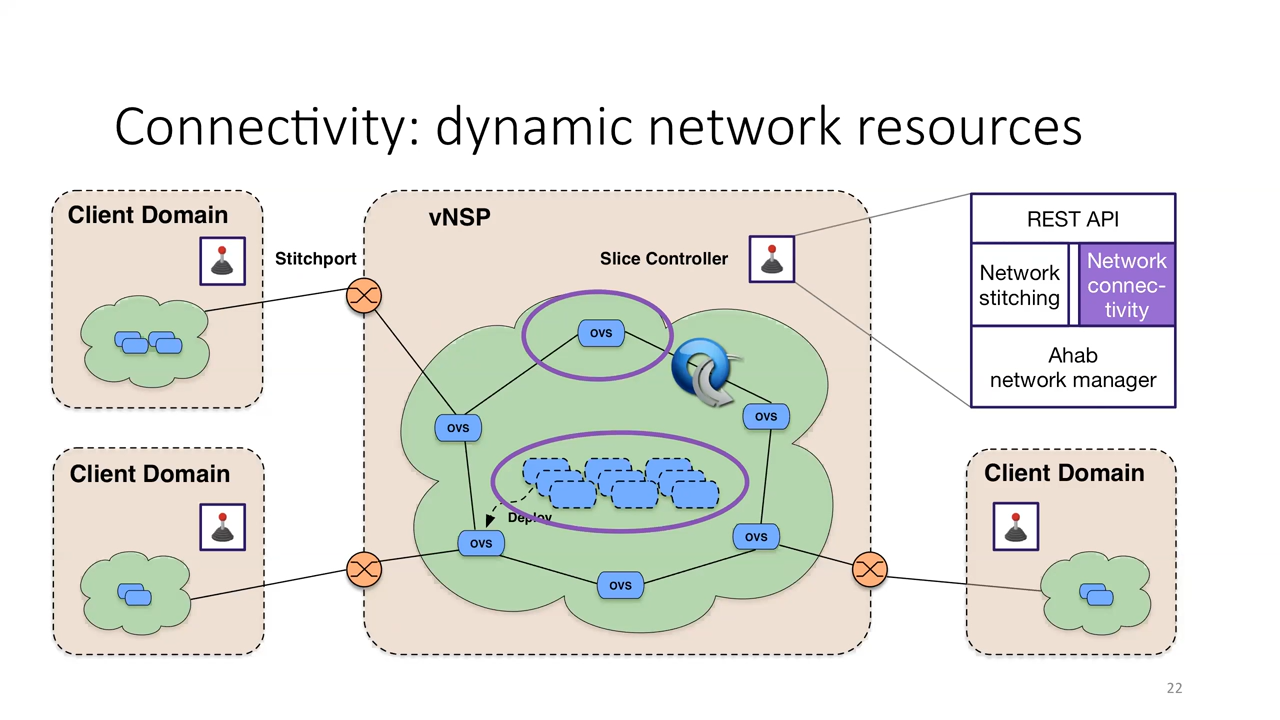 Connectivity: dynamic network resources
Client Domain
Stitchport
vNSP
Slice Controller
REST API
Network
stitching
Network
connec-
tivity
Ahab
network manager
OVS
OVS
OVS
Deploy
OVS
OVS
OVS
Client Domain
Client Domain
22